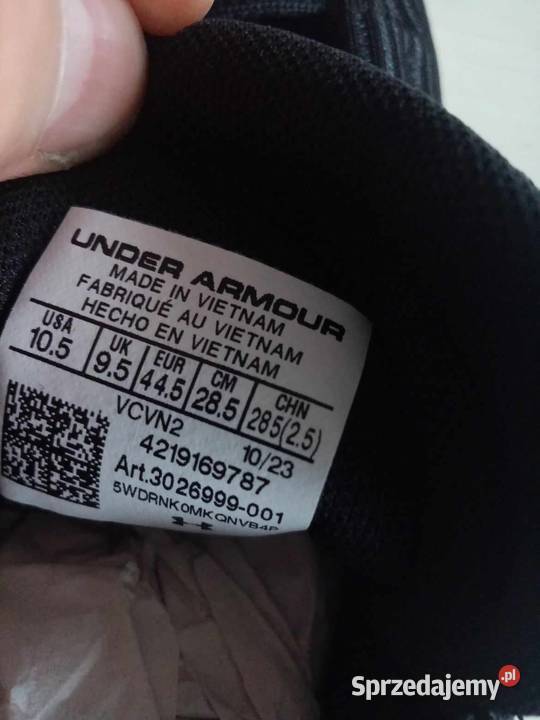 UNDER ARMOUR
MADE IN VIETNAM
FABRIQUÉ AU VIETNAM
HECHO EN VIETNAM
USA UK EUR CM CHN
10.5 9.5 44.5 28.5 285(2.5)
VCVN2 10/23
4219169787
Art.3026999-001
Sprzedajemy.pl